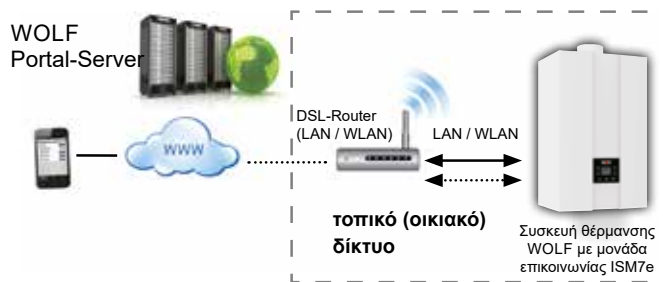 WOLF
Portal-Server
DSL-Router
(LAN / WLAN)
LAN / WLAN
WWW
τοπικό (οικιακό)
δίκτυο
Συσκευή θέρμανσης
WOLF με μονάδα
επικοινωνίας ISM7e